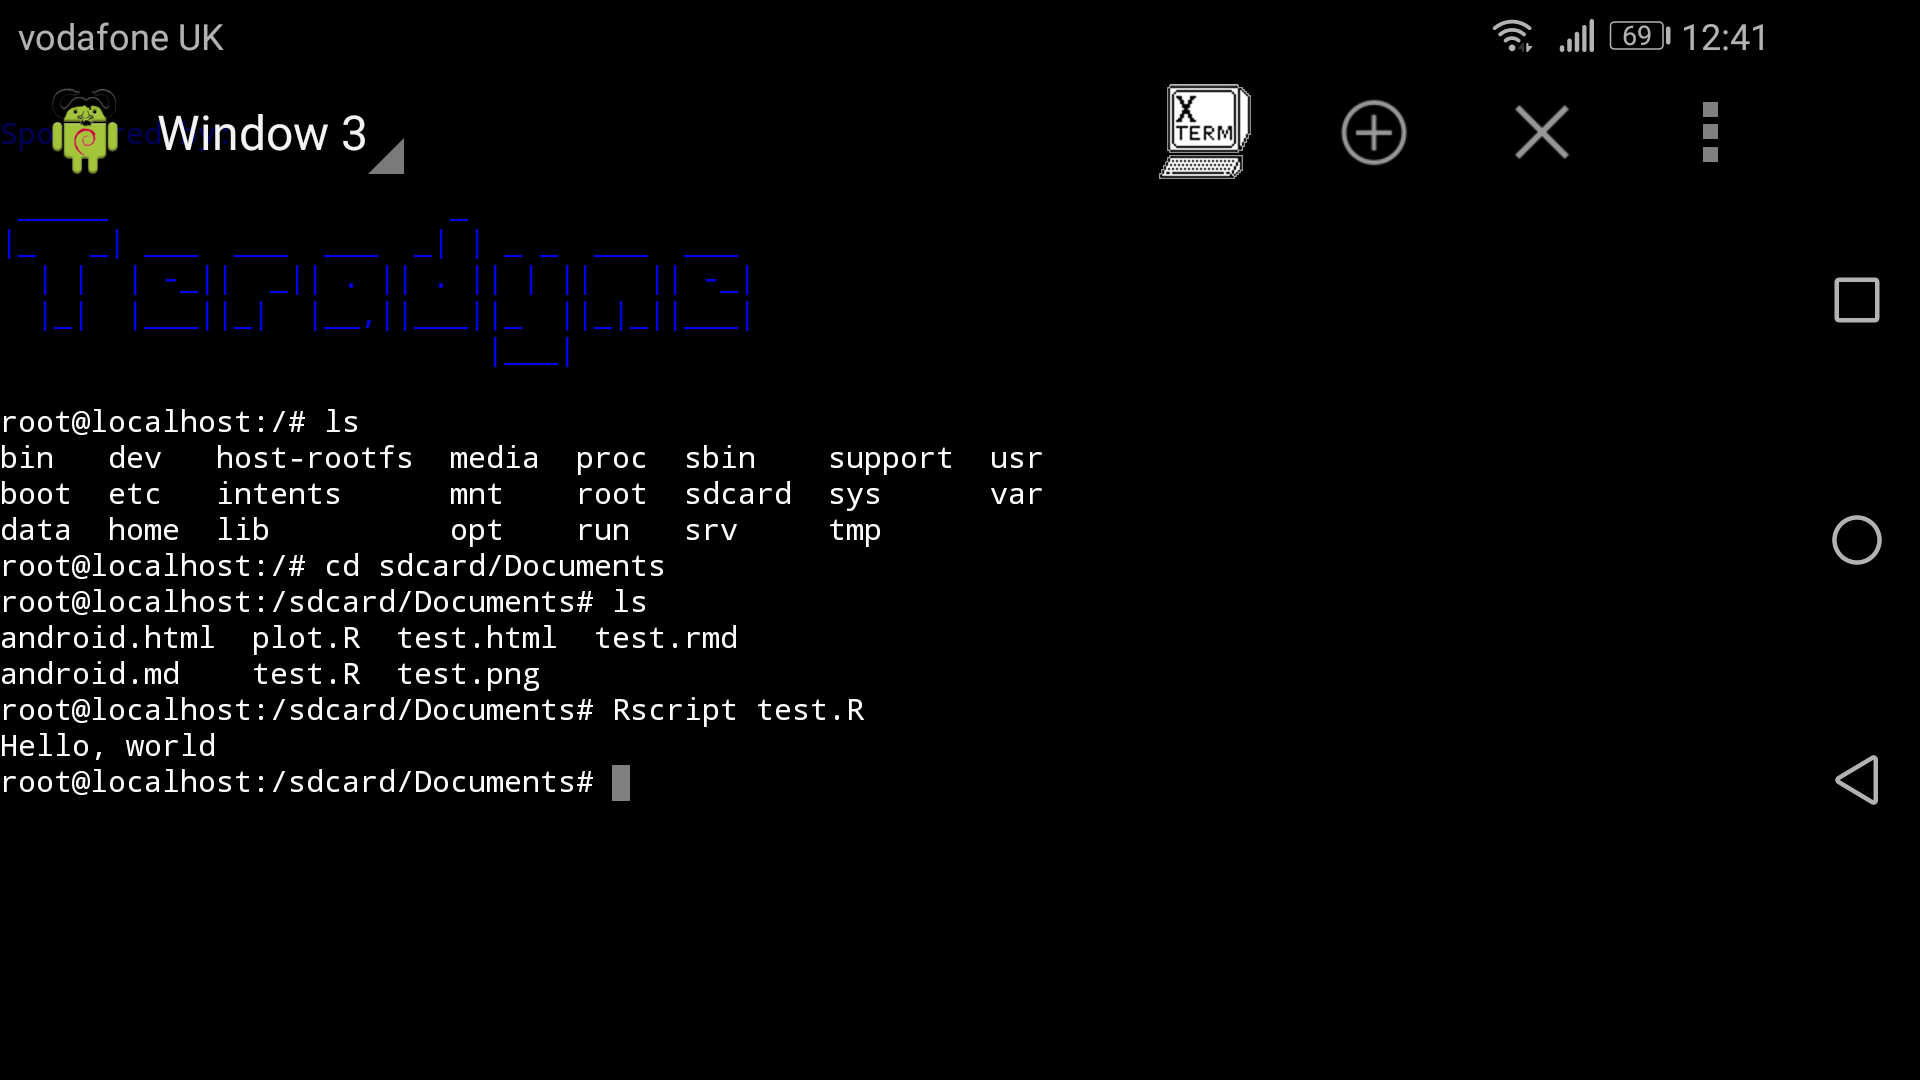 vodafone UK 69 12:41
Window 3 X TERM
Teradyne
root@localhost:/# ls
bin   dev   host-rootfs  media  proc  sbin    support  usr
boot  etc   intents      mnt    root  sdcard  sys      var
data  home  lib          opt    run   srv     tmp
root@localhost:/# cd sdcard/Documents
root@localhost:/sdcard/Documents# ls
android.html  plot.R  test.html  test.rmd
android.md    test.R  test.png
root@localhost:/sdcard/Documents# Rscript test.R
Hello, world
root@localhost:/sdcard/Documents#